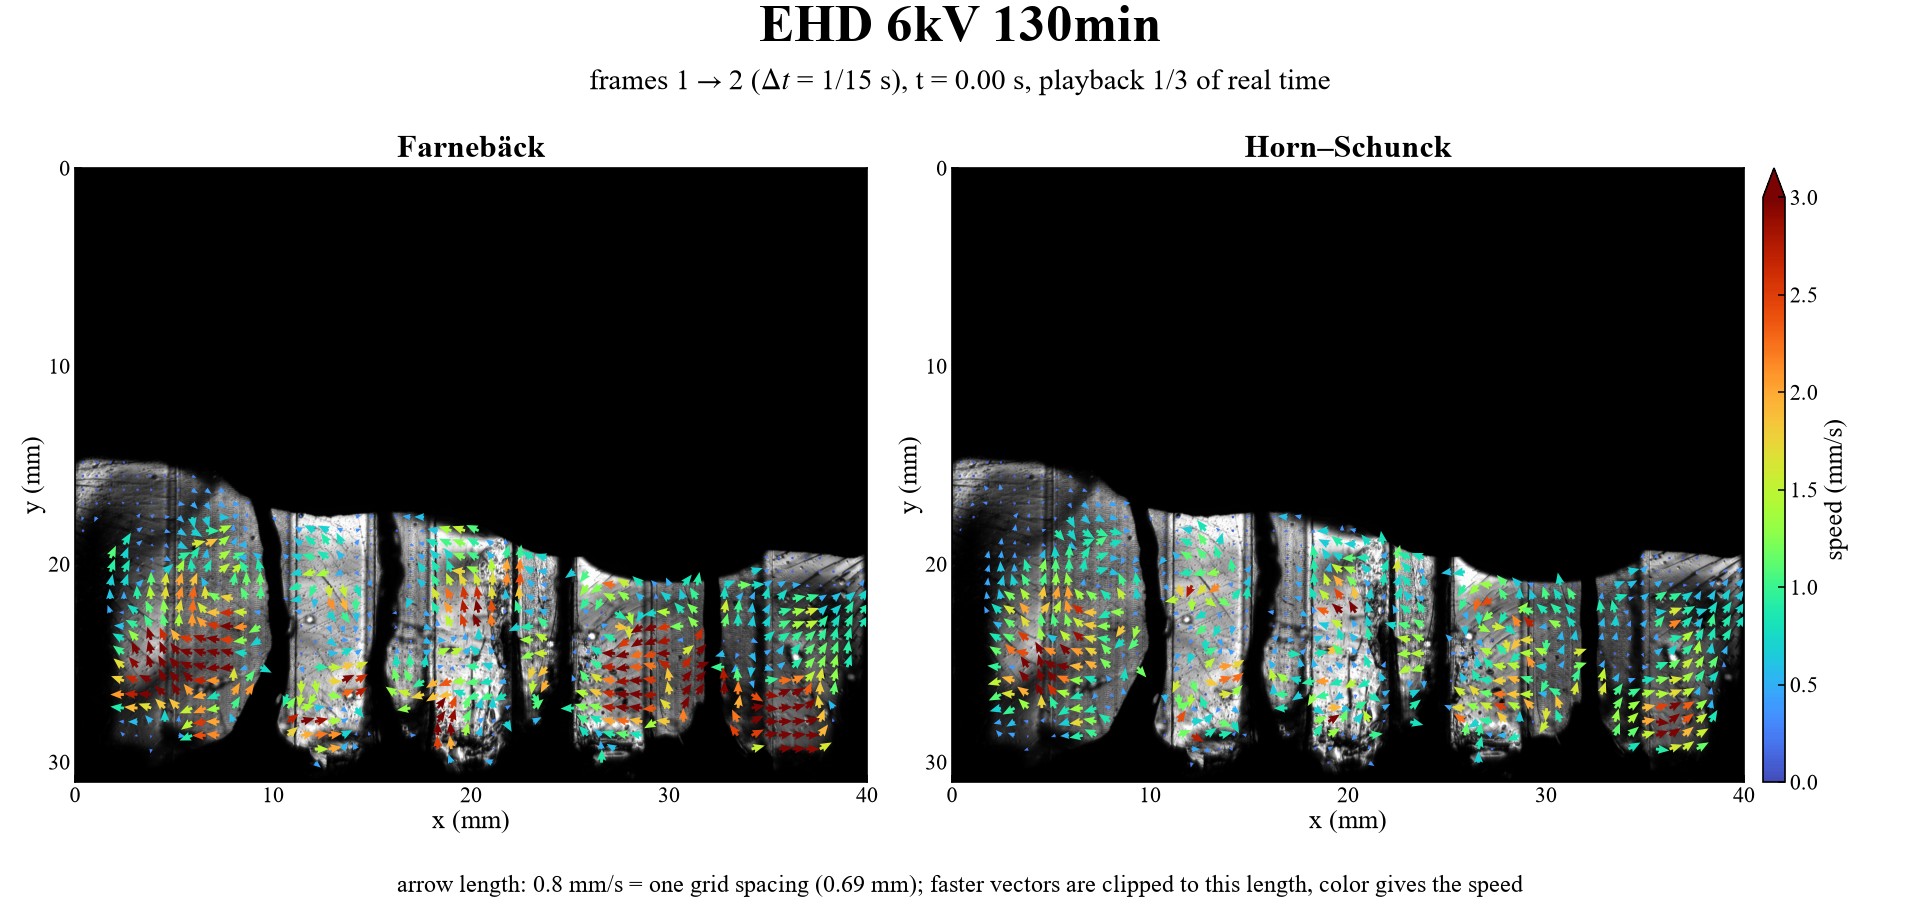 EHD 6kV 130min
frames 1 → 2 (Δt = 1/15 s), t = 0.00 s, playback 1/3 of real time
Farnebäck
0
10
20
30
y (mm)
0 10 20 30 40
x (mm)
Horn–Schunck
0
10
20
30
y (mm)
0 10 20 30 40
x (mm)
3.0
2.5
2.0
1.5
1.0
0.5
0.0
speed (mm/s)
arrow length: 0.8 mm/s = one grid spacing (0.69 mm); faster vectors are clipped to this length, color gives the speed